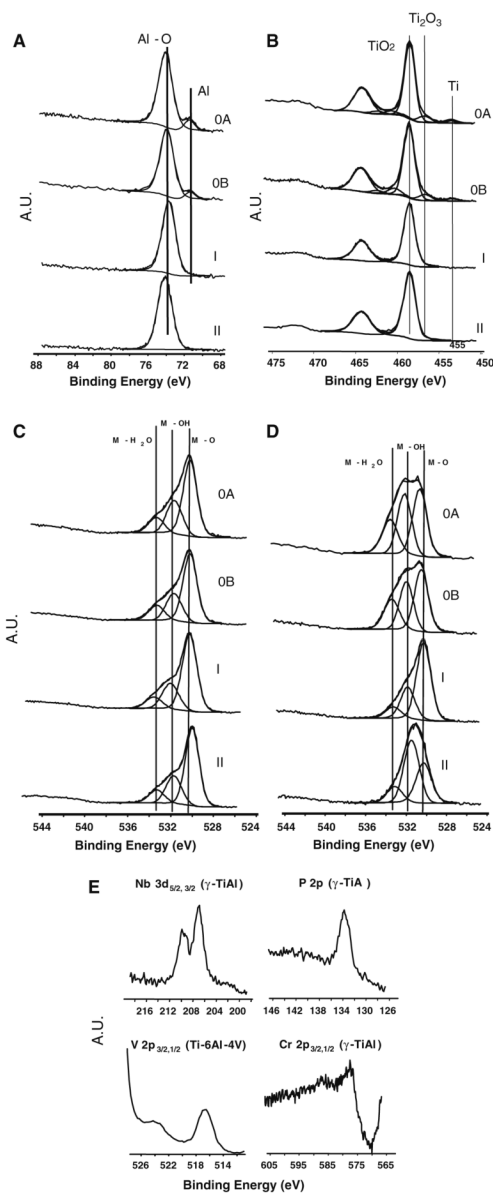 A
Al - O
Al
0A
0B
I
II
A.U.
88 84 80 76 72 68
Binding Energy (eV)
B
Ti2O3
TiO2
Ti
0A
0B
I
II
455
475 470 465 460 455 450
Binding Energy (eV)
C
M - OH
M - H2O
M - O
0A
0B
I
II
A.U.
544 540 536 532 528 524
Binding Energy (eV)
D
M - OH
M - H2O
M - O
0A
0B
I
II
544 540 536 532 528 524
Binding Energy (eV)
E
Nb 3d5/2, 3/2 (γ-TiAl)
216 212 208 204 200
P 2p (γ-TiA )
146 142 138 134 130 126
A.U.
V 2p3/2,1/2 (Ti-6Al-4V)
526 522 518 514
Cr 2p3/2,1/2 (γ-TiAl)
605 595 585 575 565
Binding Energy (eV)